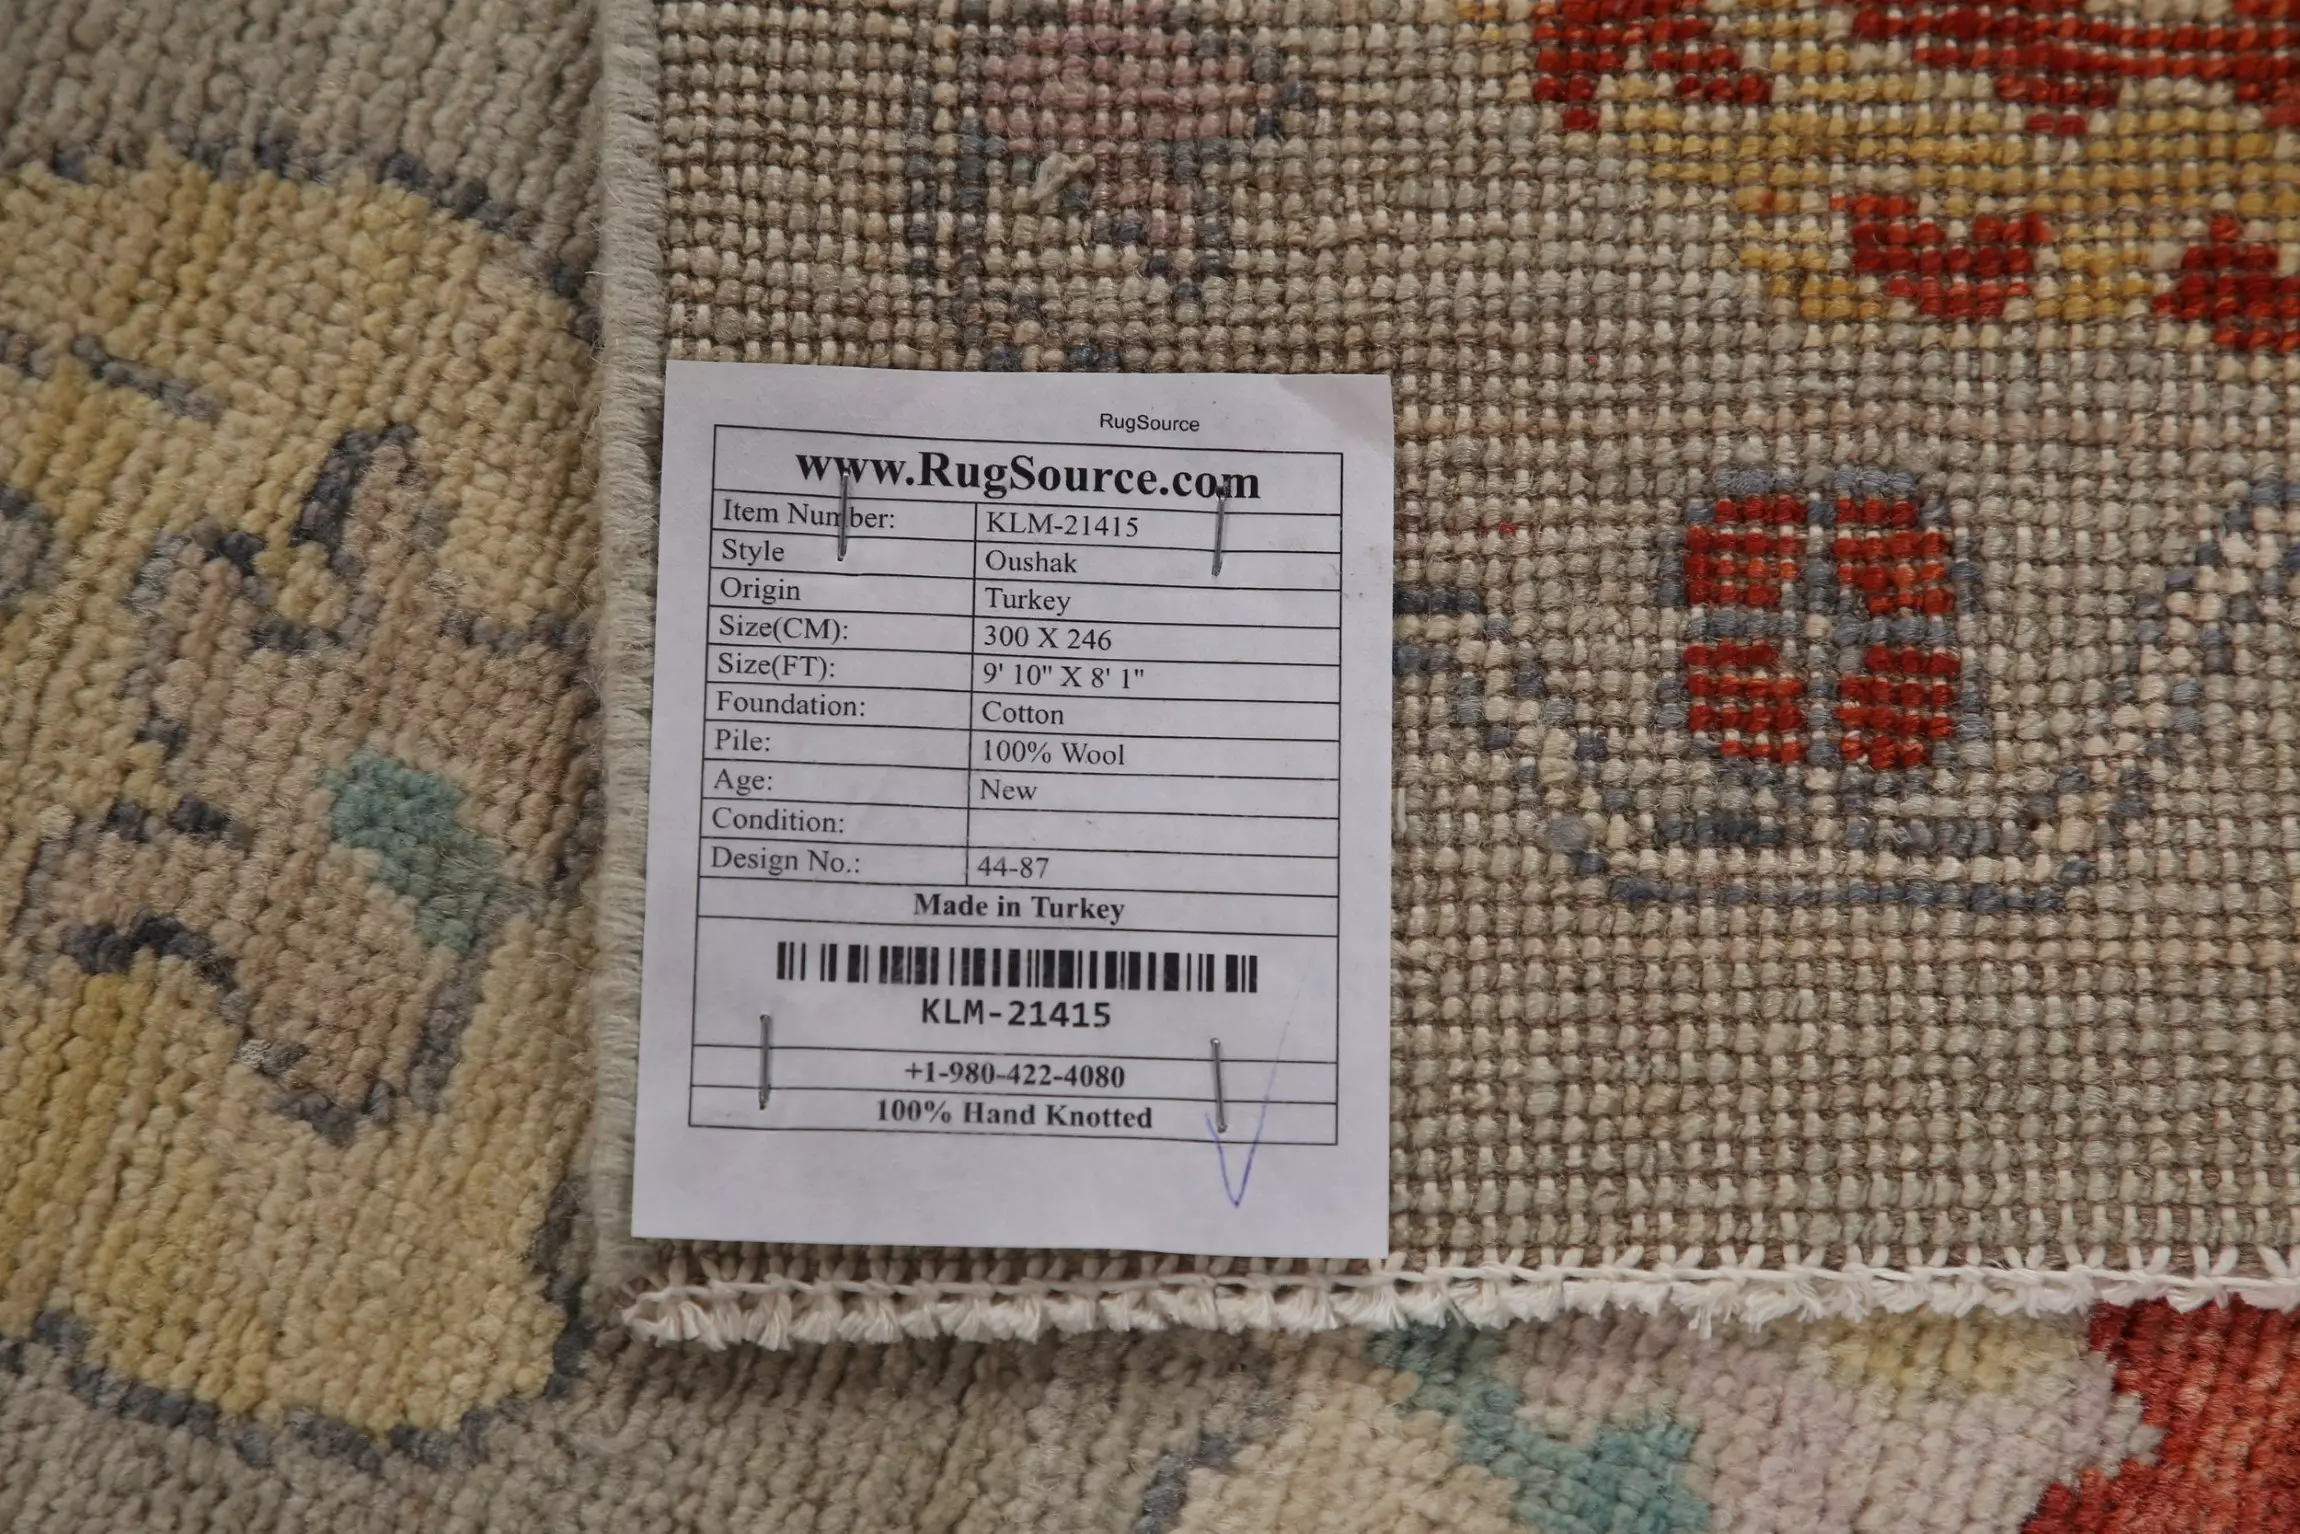 RugSource
www.RugSource.com
Item Number: KLM-21415
Style Oushak
Origin Turkey
Size(CM): 300 X 246
Size(FT): 9' 10" X 8' 1"
Foundation: Cotton
Pile: 100% Wool
Age: New
Condition:
Design No.: 44-87
Made in Turkey
KLM-21415
+1-980-422-4080
100% Hand Knotted